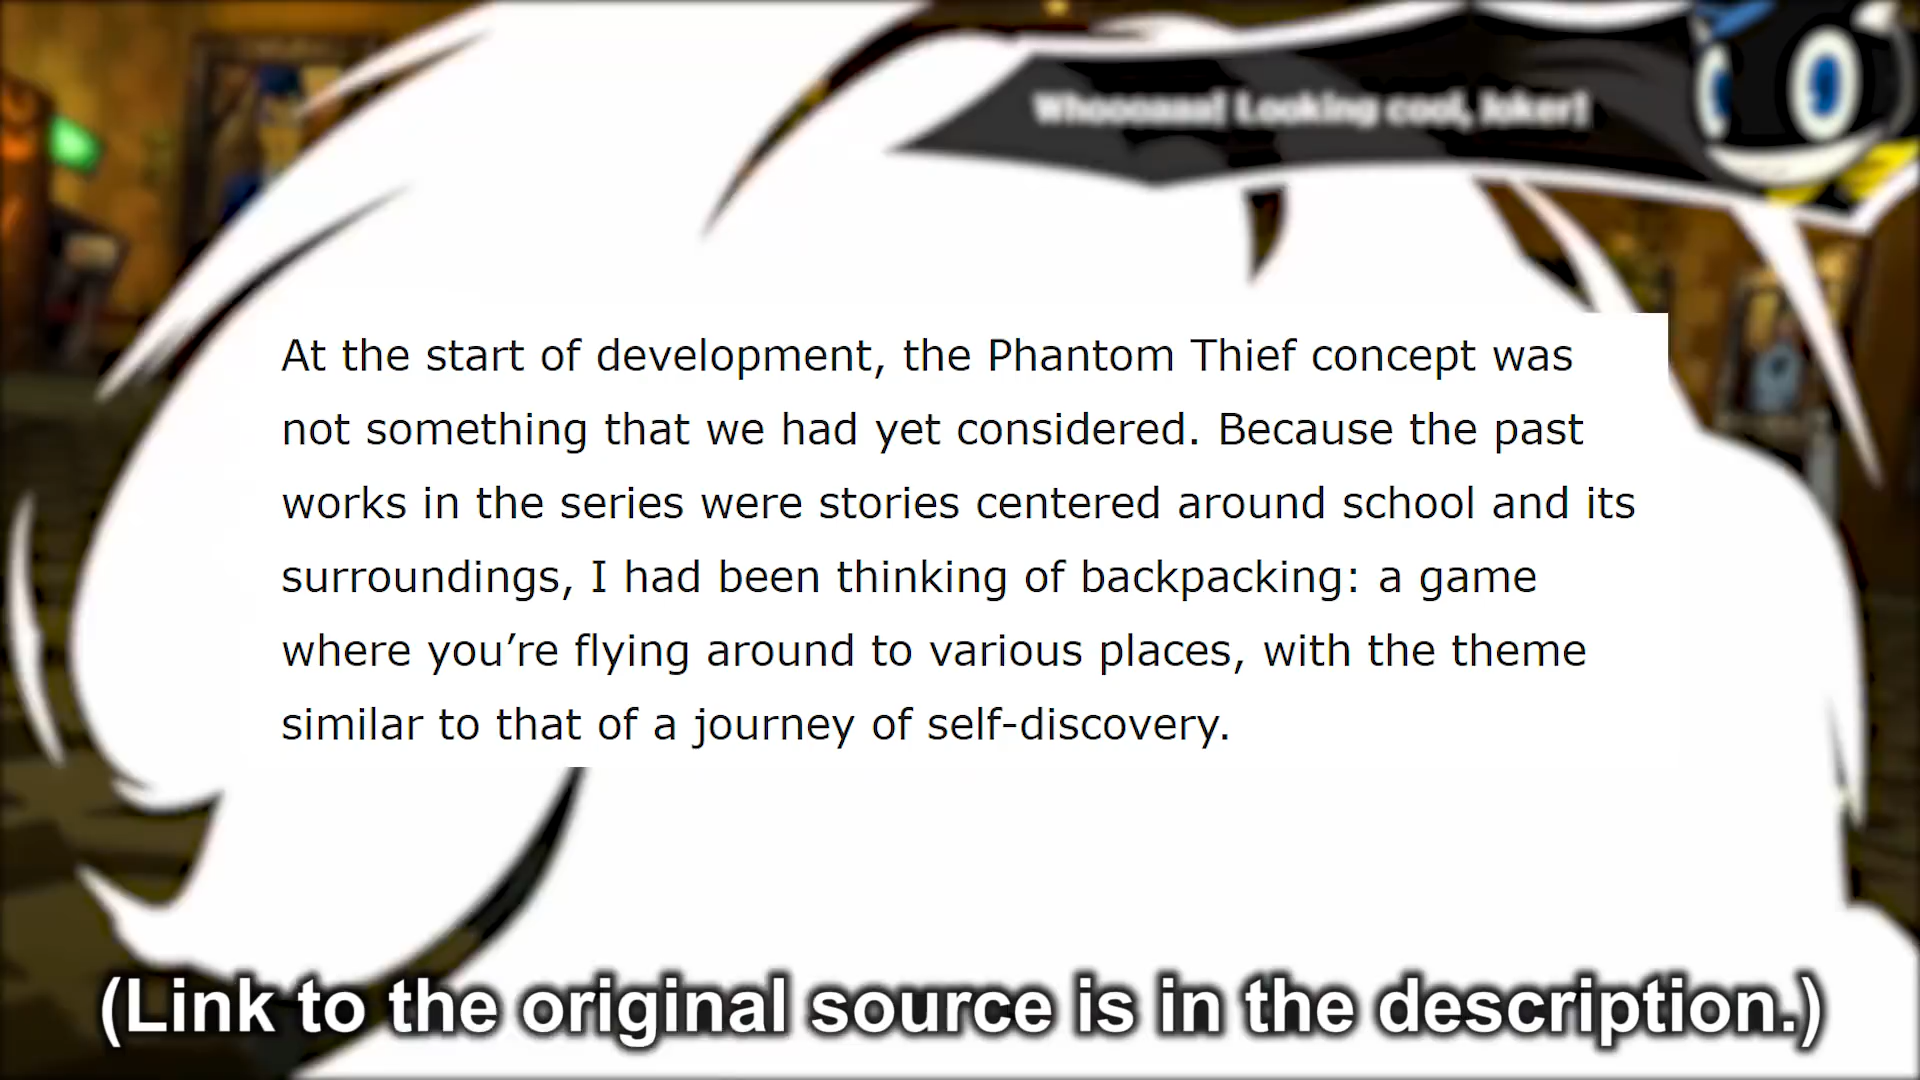 Whoooaaa! Looking cool, Joker!
At the start of development, the Phantom Thief concept was
not something that we had yet considered. Because the past
works in the series were stories centered around school and its
surroundings, I had been thinking of backpacking: a game
where you’re flying around to various places, with the theme
similar to that of a journey of self-discovery.
(Link to the original source is in the description.)